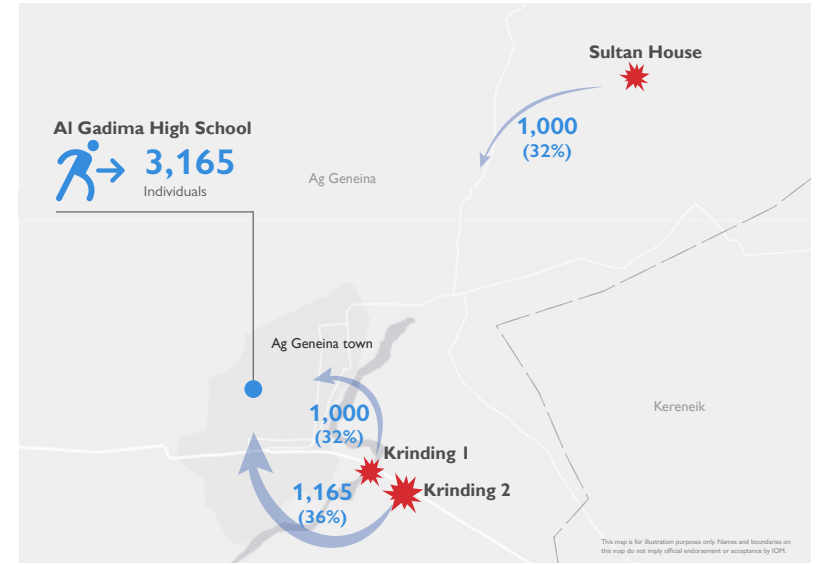 Sultan House
1,000
(32%)
Al Gadima High School
3,165
Individuals
Ag Geneina
Ag Geneina town
Kereneik
1,000
(32%)
Krinding 1
1,165
(36%)
Krinding 2
This map is for illustration purposes only. Names and boundaries on
this map do not imply official endorsement or acceptance by IOM.